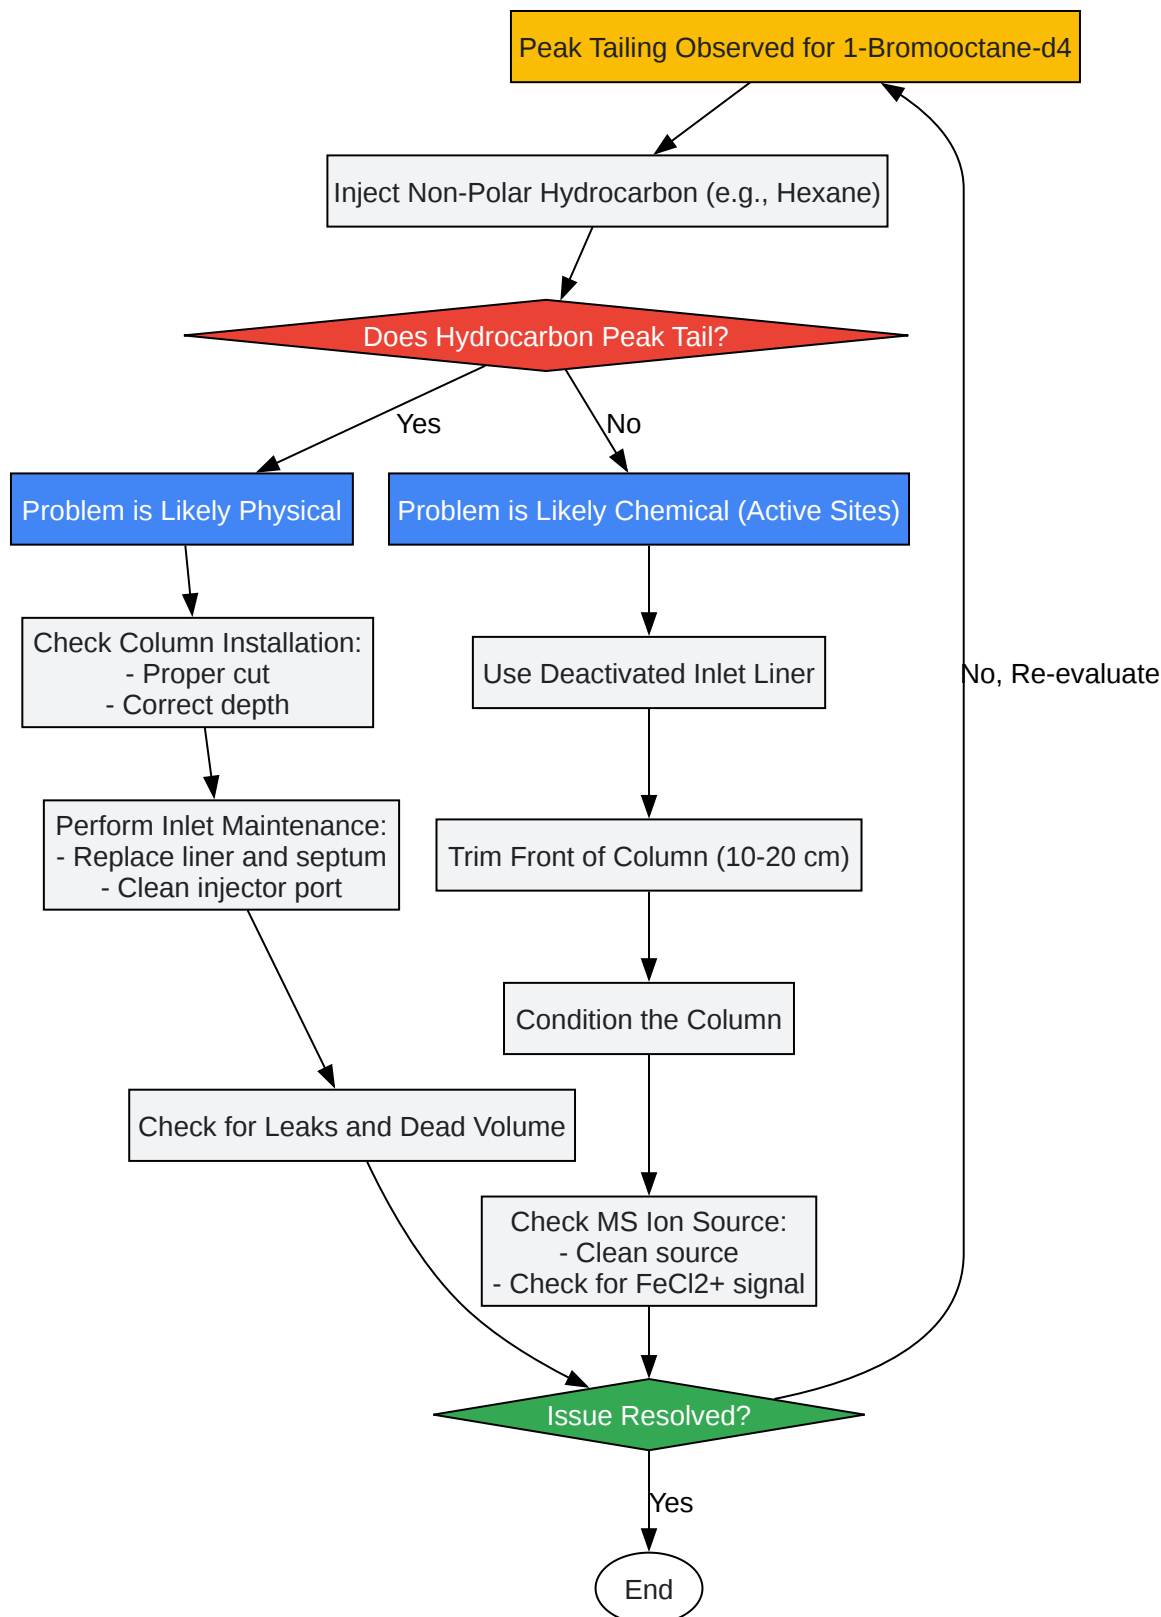 Peak Tailing Observed for 1-Bromooctane-d4
Inject Non-Polar Hydrocarbon (e.g., Hexane)
Does Hydrocarbon Peak Tail?
Yes
No
Problem is Likely Physical
Problem is Likely Chemical (Active Sites)
Check Column Installation:
- Proper cut
- Correct depth
Use Deactivated Inlet Liner
No, Re-evaluate
Perform Inlet Maintenance:
- Replace liner and septum
- Clean injector port
Trim Front of Column (10-20 cm)
Condition the Column
Check for Leaks and Dead Volume
Check MS Ion Source:
- Clean source
- Check for FeCl2+ signal
Issue Resolved?
Yes
End